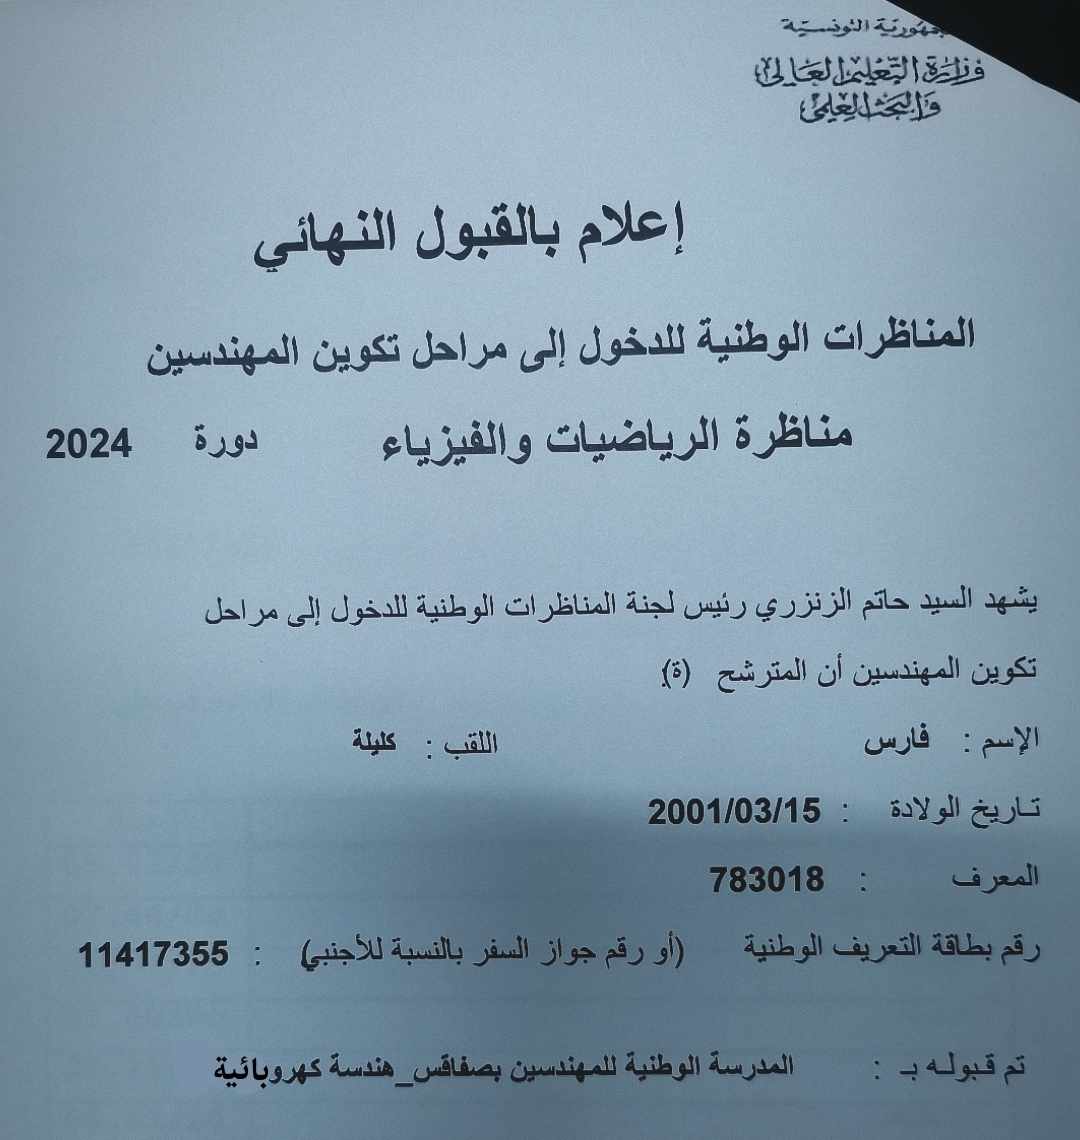 جمهورية التونسية
وزارة التعليم العالي
والبحث العلمي
إعلام بالقبول النهائي
المناظرات الوطنية للدخول إلى مراحل تكوين المهندسين
مناظرة الرياضيات والفيزياء دورة 2024
يشهد السيد حاتم الزنزري رئيس لجنة المناظرات الوطنية للدخول إلى مراحل
تكوين المهندسين أن المترشح (ة)
الإسم : فارس اللقب : كليلة
تاريخ الولادة : 2001/03/15
المعرف : 783018
رقم بطاقة التعريف الوطنية (أو رقم جواز السفر بالنسبة للأجنبي) : 11417355
تم قبوله بـ : المدرسة الوطنية للمهندسين بصفاقس_هندسة كهروبائية